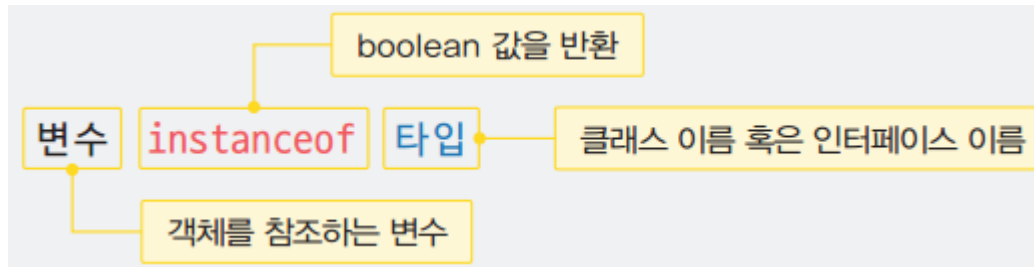 boolean 값을 반환
변수 instanceof 타입
클래스 이름 혹은 인터페이스 이름
객체를 참조하는 변수